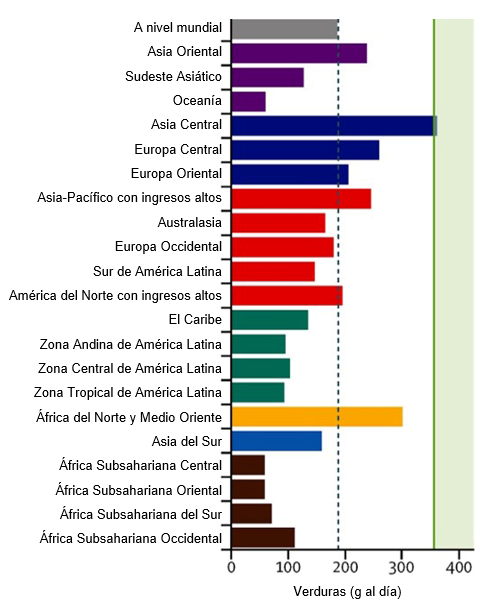 A nivel mundial
Asia Oriental
Sudeste Asiático
Oceanía
Asia Central
Europa Central
Europa Oriental
Asia-Pacífico con ingresos altos
Australasia
Europa Occidental
Sur de América Latina
América del Norte con ingresos altos
El Caribe
Zona Andina de América Latina
Zona Central de América Latina
Zona Tropical de América Latina
África del Norte y Medio Oriente
Asia del Sur
África Subsahariana Central
África Subsahariana Oriental
África Subsahariana del Sur
África Subsahariana Occidental
0 100 200 300 400
Verduras (g al día)